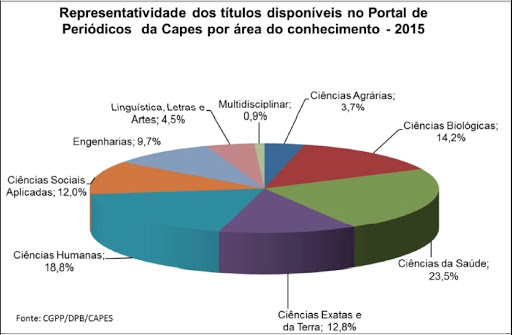 Representatividade dos títulos disponíveis no Portal de
Periódicos da Capes por área do conhecimento - 2015
Ciências Agrárias;
3,7%
Ciências Biológicas;
14,2%
Ciências da Saúde;
23,5%
Ciências Exatas e
da Terra; 12,8%
Ciências Humanas;
18,8%
Ciências Sociais
Aplicadas; 12,0%
Engenharias; 9,7%
Linguística, Letras e
Artes; 4,5%
Multidisciplinar;
0,9%
Fonte: CGPP/DPB/CAPES